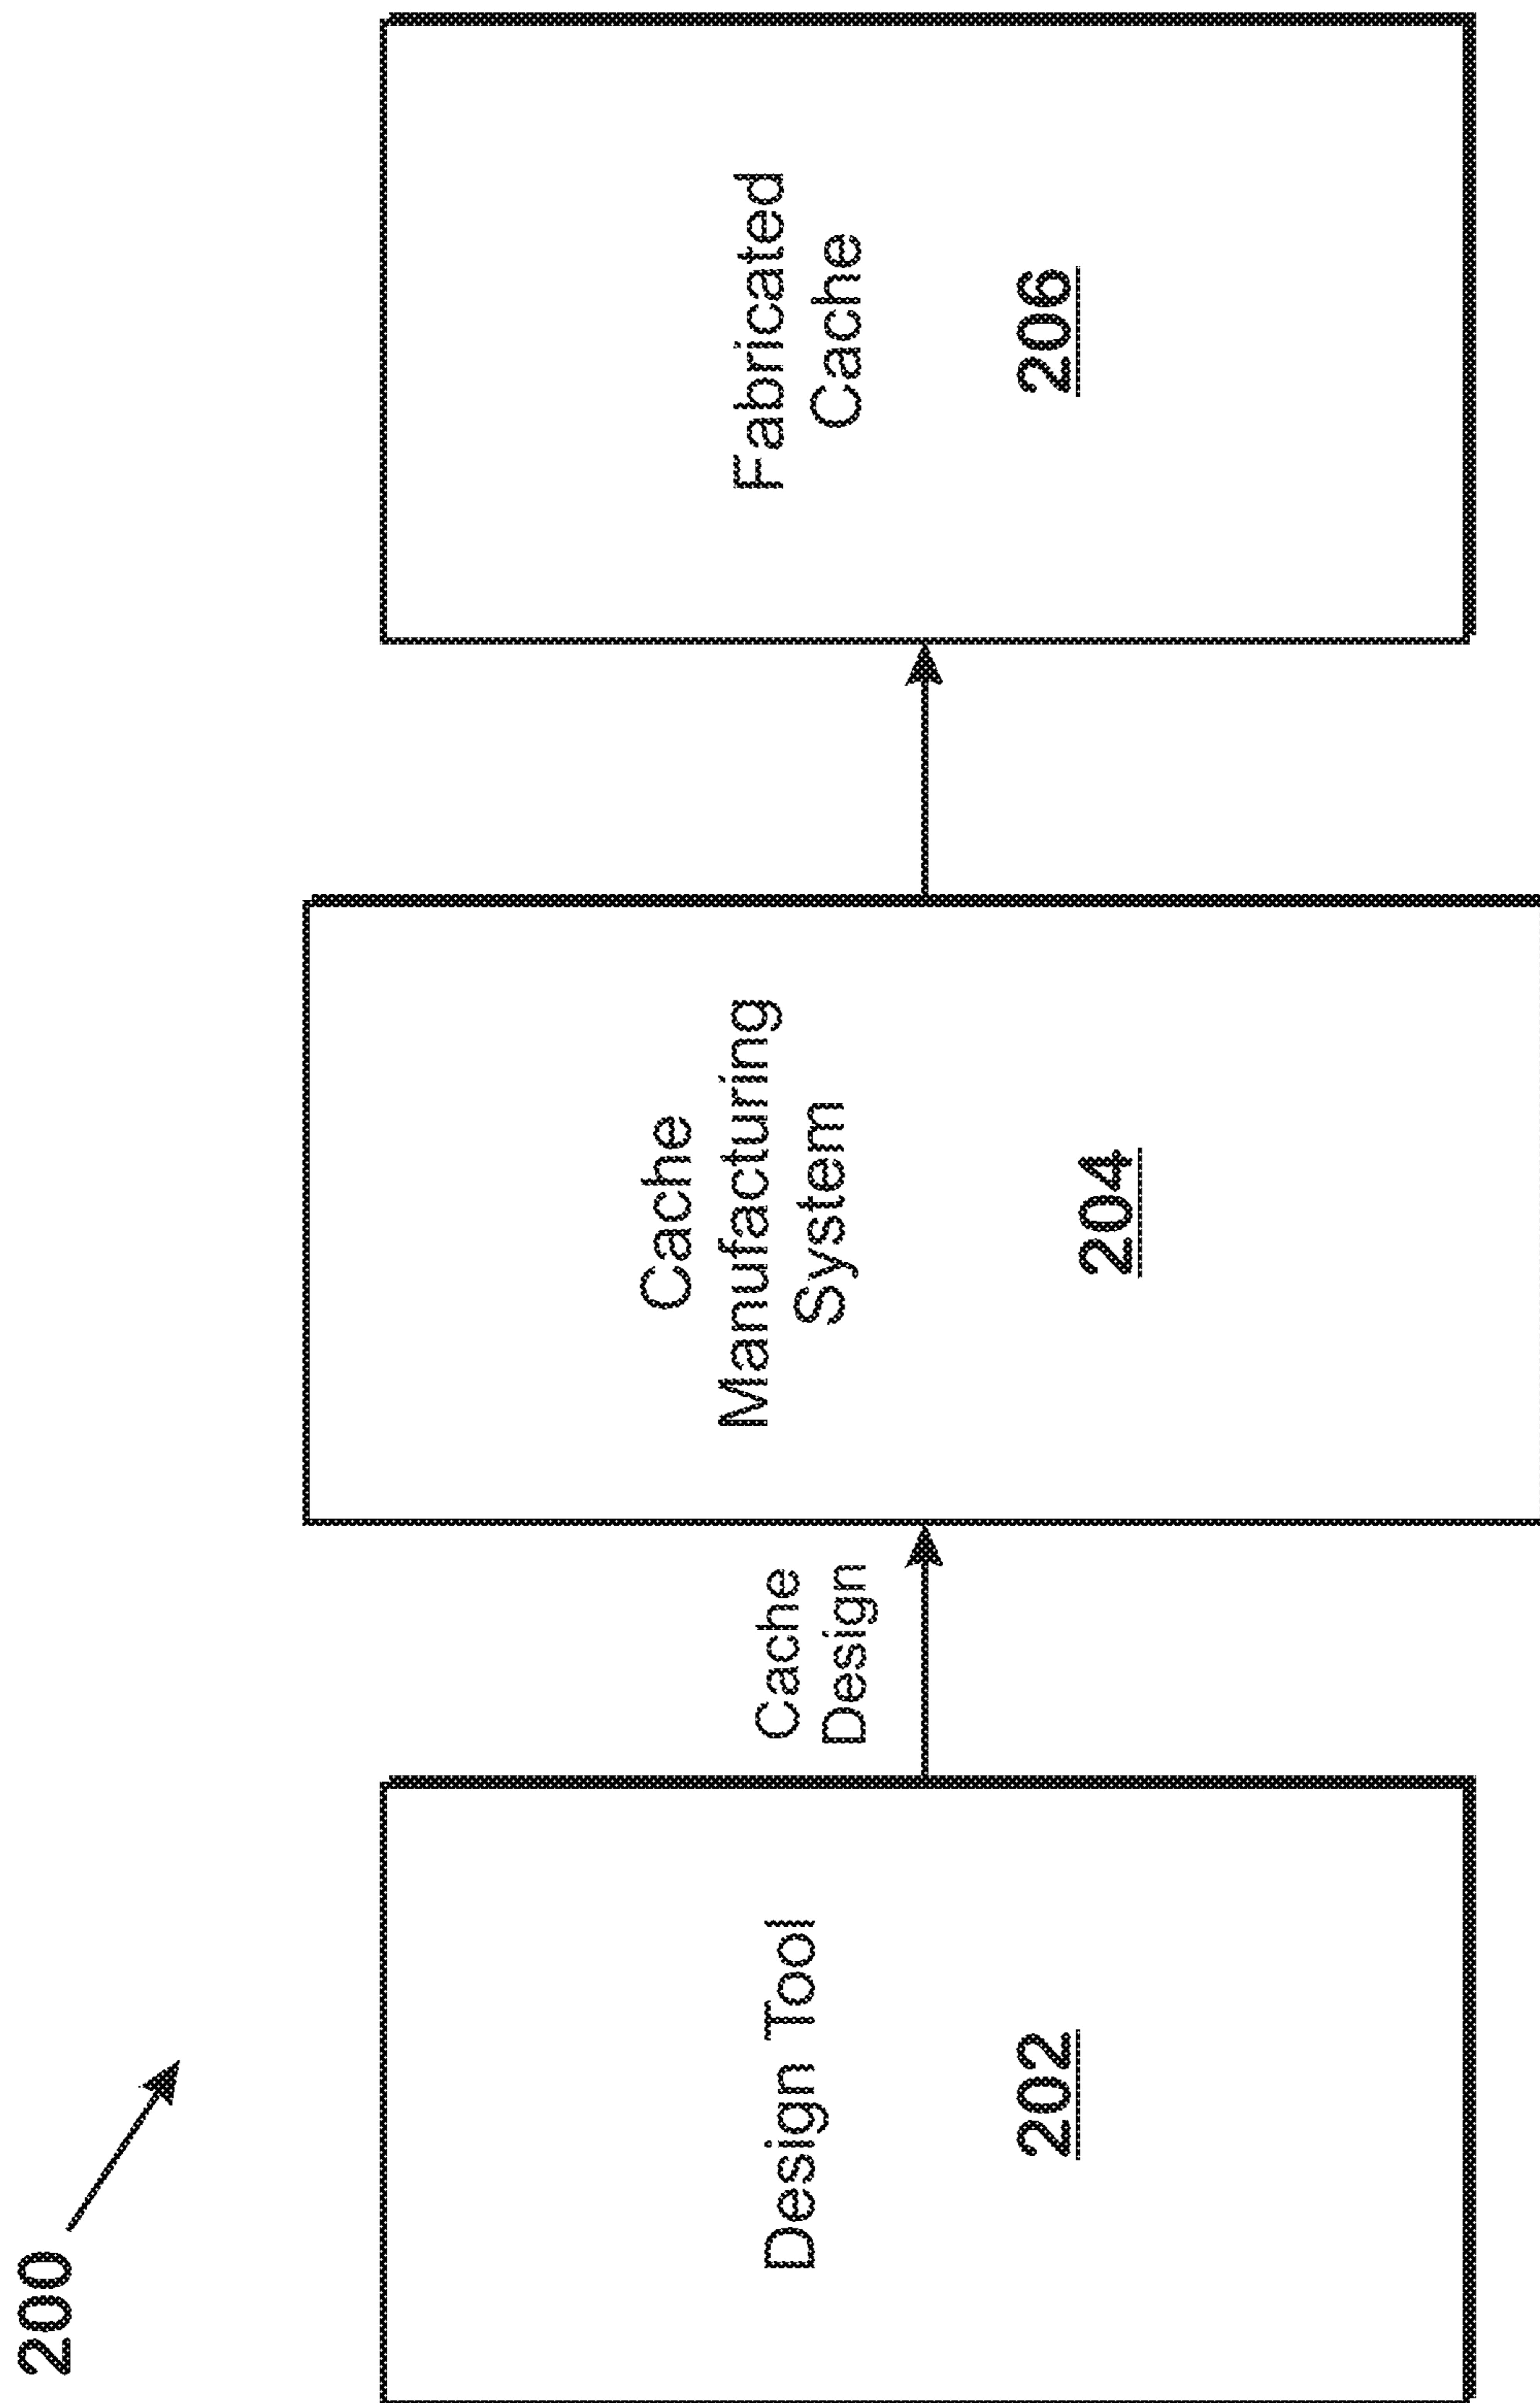 200
Design Tool
202
Cache
Design
Cache
Manufacturing
System
204
Fabricated
Cache
206